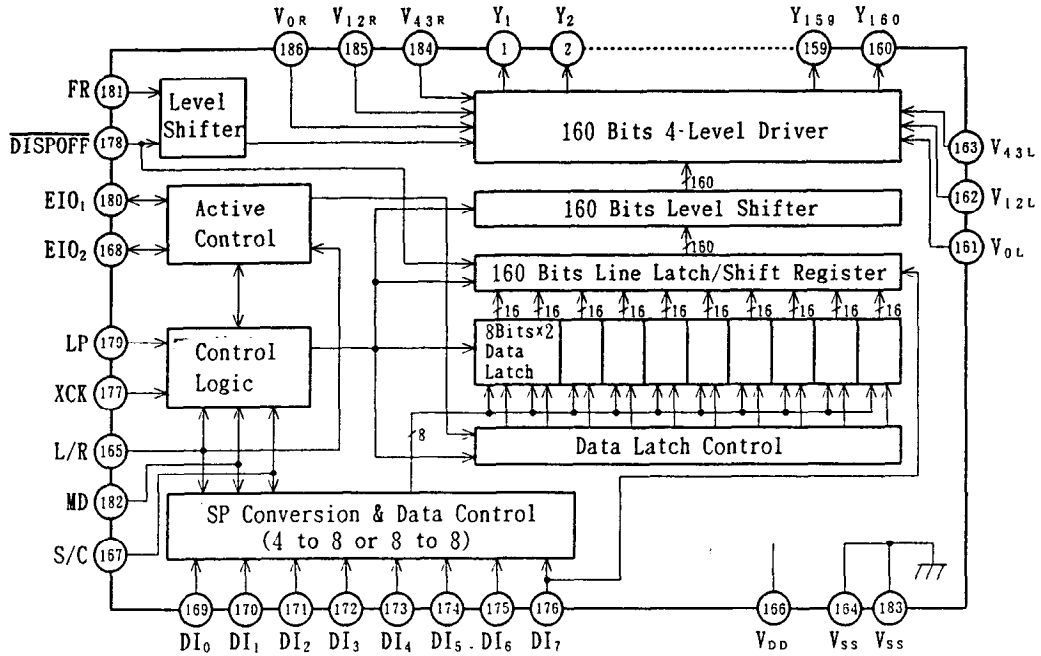 V0R V12R V43R Y1 Y2 Y159 Y160
186 185 184 1 2 159 160
FR 181
Level
Shifter
DISPOFF 178
160 Bits 4-Level Driver
163 V43L
160
EIO1 180
Active
Control
160 Bits Level Shifter
162 V12L
EIO2 168
160
161 V0L
160 Bits Line Latch/Shift Register
16 16 16 16 16 16 16 16 16 16
LP 179
Control
Logic
8Bits×2
Data
Latch
XCK 177
8
L/R 165
Data Latch Control
MD 182
SP Conversion & Data Control
(4 to 8 or 8 to 8)
S/C 167
169 170 171 172 173 174 175 176 166 164 183
DI0 DI1 DI2 DI3 DI4 DI5 DI6 DI7 VDD VSS VSS